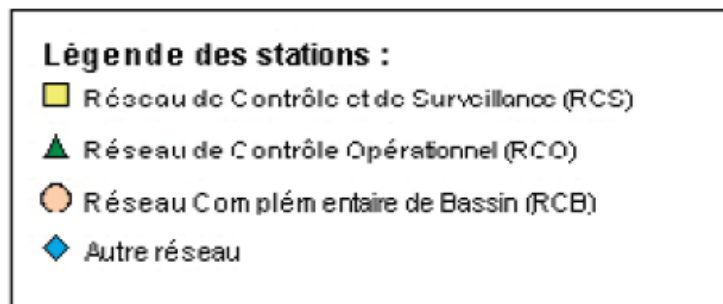 Légende des stations :
Réseau de Contrôle et de Surveillance (RCS)
Réseau de Contrôle Opérationnel (RCO)
Réseau Complémentaire de Bassin (RCB)
Autre réseau